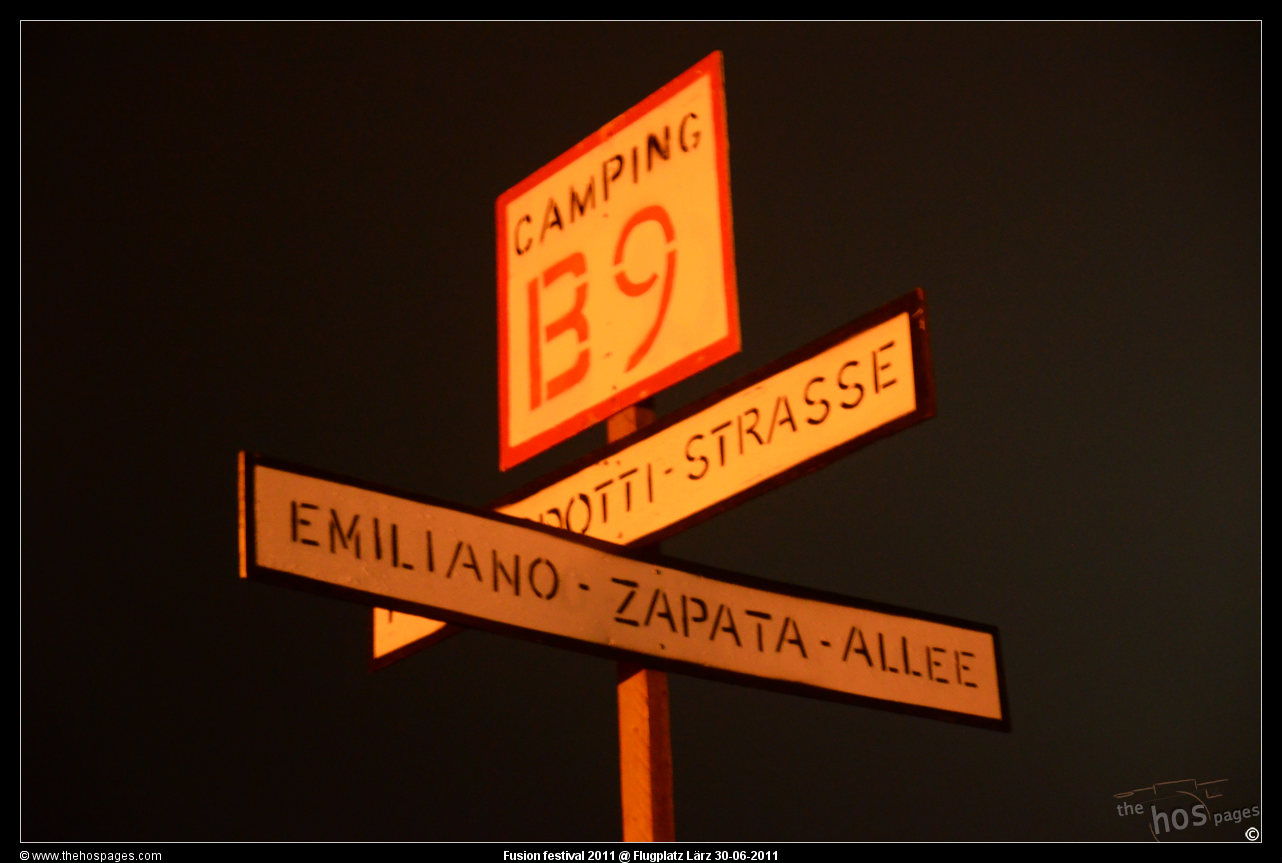 CAMPING
B9
DOTTI-STRASSE
EMILIANO - ZAPATA - ALLEE
the hos pages
©
© www.thehospages.com
Fusion festival 2011 @ Flugplatz Lärz 30-06-2011